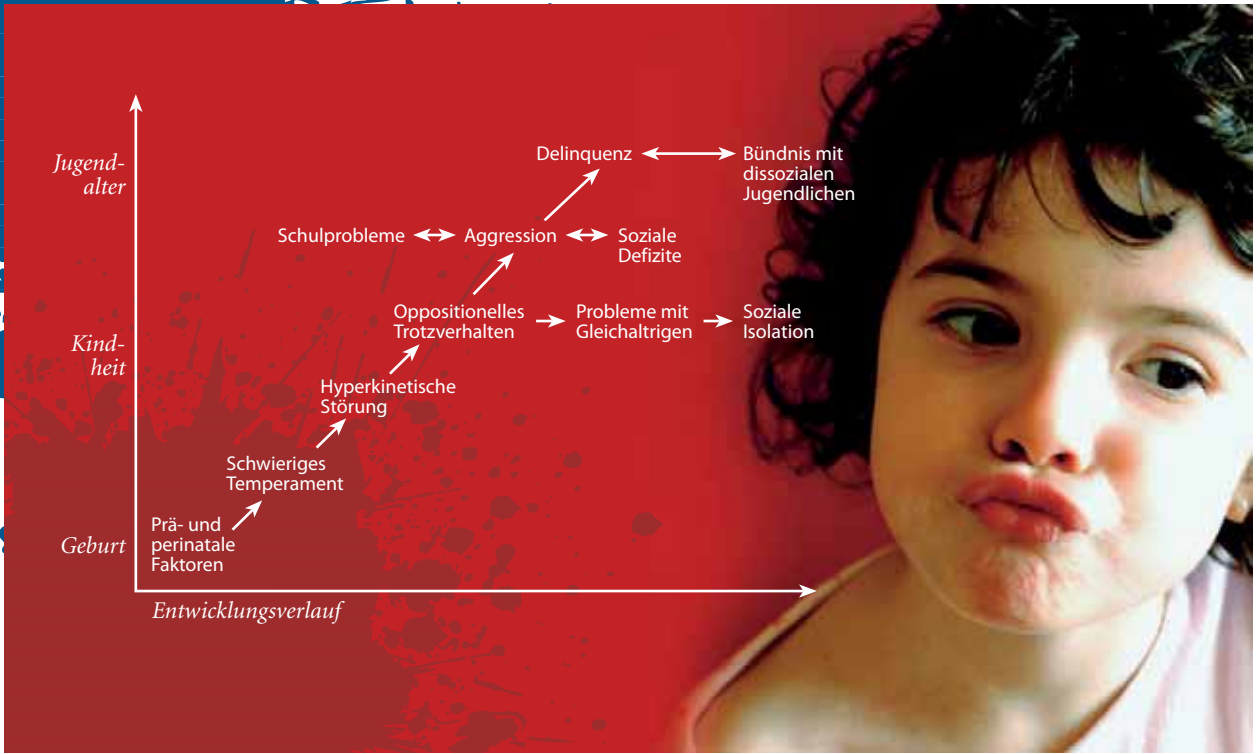 Jugend-
alter
Delinquenz
Bündnis mit
dissozialen
Jugendlichen
Schulprobleme
Aggression
Soziale
Defizite
Oppositionelles
Trotzverhalten
Probleme mit
Gleichaltrigen
Soziale
Isolation
Kind-
heit
Hyperkinetische
Störung
Schwieriges
Temperament
Prä- und
perinatale
Faktoren
Geburt
Entwicklungsverlauf